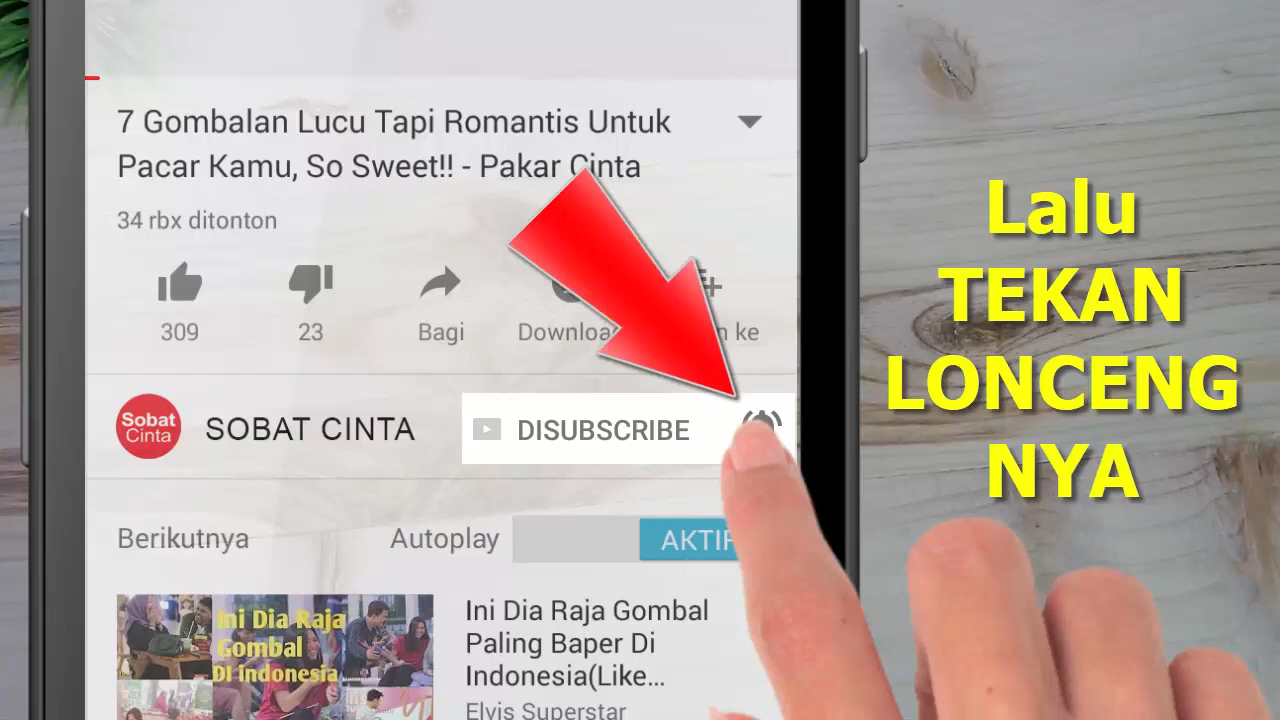 7 Gombalan Lucu Tapi Romantis Untuk
Pacar Kamu, So Sweet!! - Pakar Cinta
34 rbx ditonton
309
23
Bagi
ke
Sobat
Cinta
SOBAT CINTA
DISUBSCRIBE
Lalu
TEKAN
LONCENG
NYA
Berikutnya
Autoplay
AKTIF
Ini Dia Raja
Gombal
DI indonesia
Ini Dia Raja Gombal
Paling Baper Di
Indonesia(Like...
Elvis Superstar